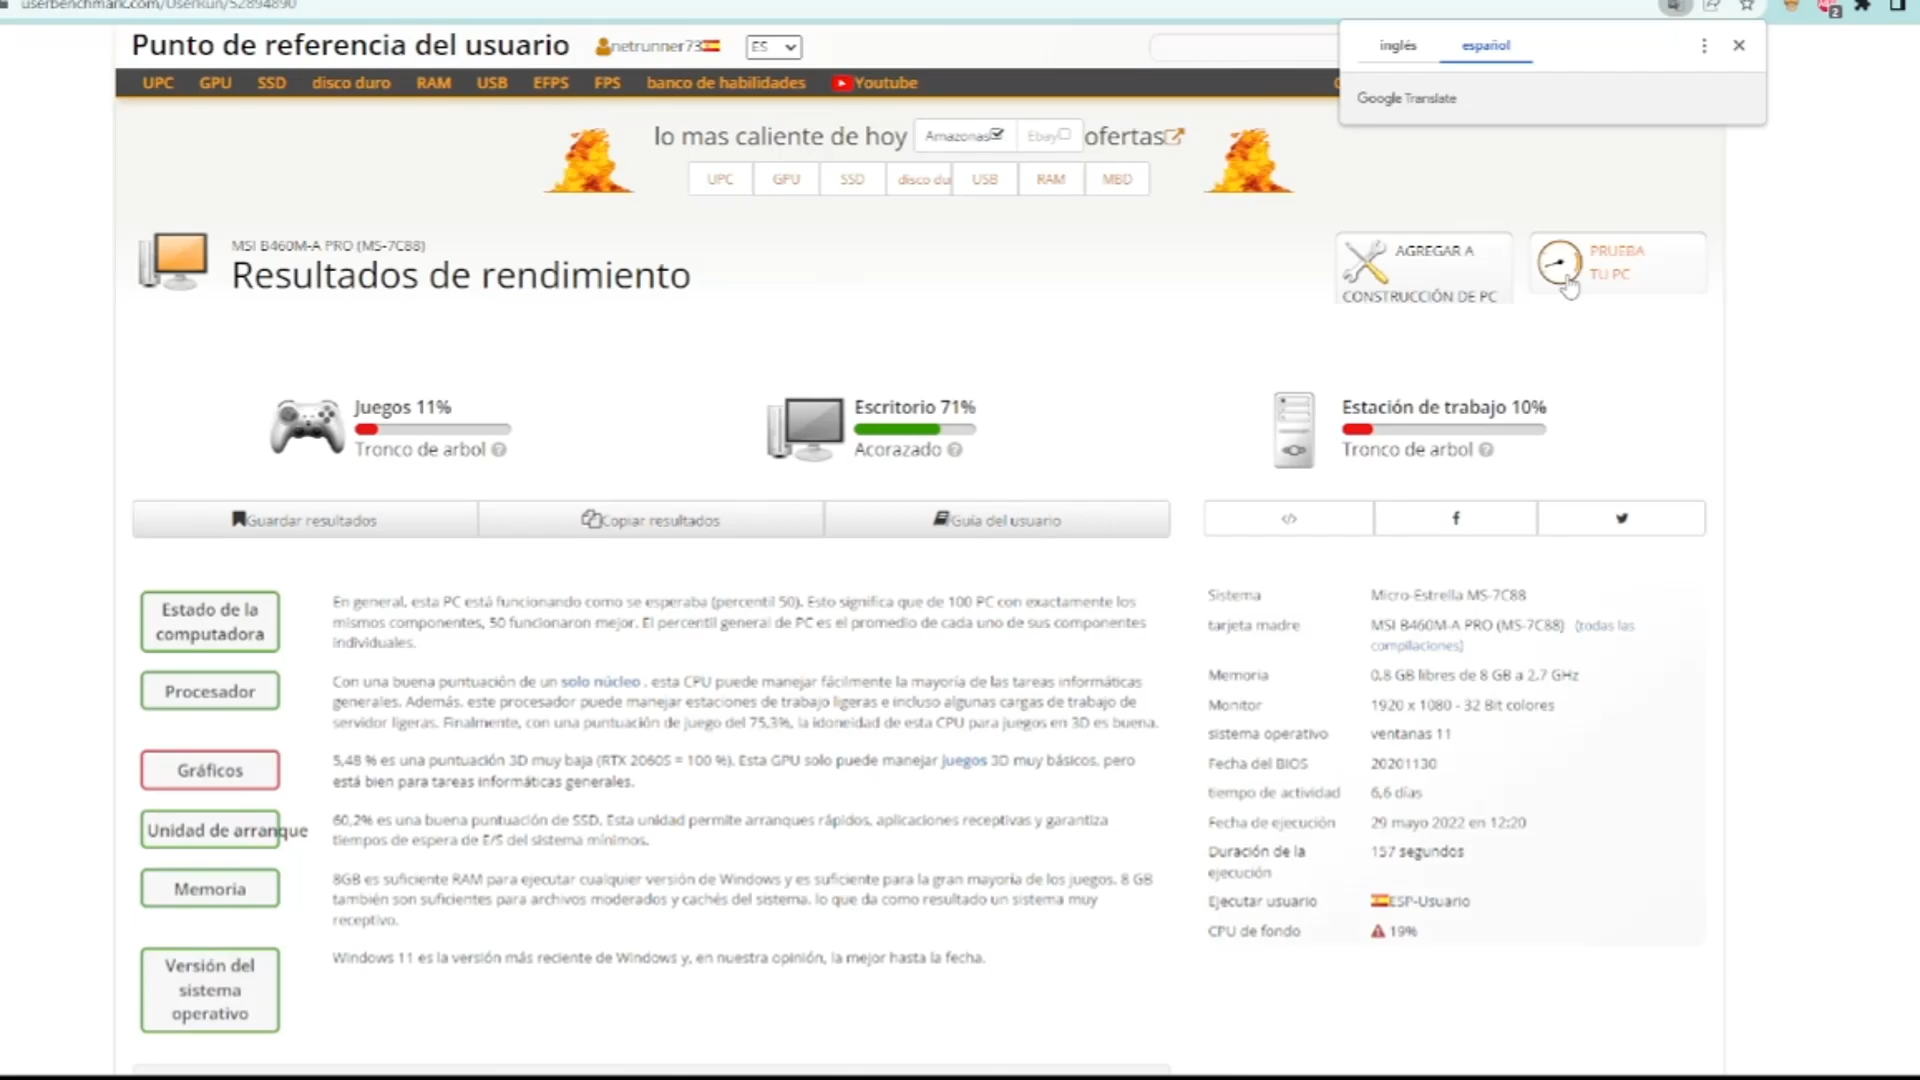 userbenchmark.com/UserRun/52894890
Punto de referencia del usuario
netrunner73
ES
inglés
español
Google Translate
UPC
GPU
SSD
disco duro
RAM
USB
EFPS
FPS
banco de habilidades
Youtube
lo mas caliente de hoy
Amazonas
Ebay
ofertas
UPC
GPU
SSD
disco du
USB
RAM
MBD
MSI B460M-A PRO (MS-7C88)
Resultados de rendimiento
AGREGAR A
CONSTRUCCIÓN DE PC
PRUEBA
TU PC
Juegos 11%
Tronco de arbol
Escritorio 71%
Acorazado
Estación de trabajo 10%
Tronco de arbol
Guardar resultados
Copiar resultados
Guía del usuario
Estado de la
computadora
En general, esta PC está funcionando como se esperaba (percentil 50). Esto significa que de 100 PC con exactamente los
mismos componentes, 50 funcionaron mejor. El percentil general de PC es el promedio de cada uno de sus componentes
individuales.
Procesador
Con una buena puntuación de un solo núcleo , esta CPU puede manejar fácilmente la mayoría de las tareas informáticas
generales. Además, este procesador puede manejar estaciones de trabajo ligeras e incluso algunas cargas de trabajo de
servidor ligeras. Finalmente, con una puntuación de juego del 75,3%, la idoneidad de esta CPU para juegos en 3D es buena.
Gráficos
5,48 % es una puntuación 3D muy baja (RTX 2060S = 100 %). Esta GPU solo puede manejar juegos 3D muy básicos, pero
está bien para tareas informáticas generales.
Unidad de arranque
60,2% es una buena puntuación de SSD. Esta unidad permite arranques rápidos, aplicaciones receptivas y garantiza
tiempos de espera de E/S del sistema mínimos.
Memoria
8GB es suficiente RAM para ejecutar cualquier versión de Windows y es suficiente para la gran mayoría de los juegos. 8 GB
también son suficientes para archivos moderados y cachés del sistema, lo que da como resultado un sistema muy
receptivo.
Versión del
sistema
operativo
Windows 11 es la versión más reciente de Windows y, en nuestra opinión, la mejor hasta la fecha.
Sistema
Micro-Estrella MS-7C88
tarjeta madre
MSI B460M-A PRO (MS-7C88) (todas las
compilaciones)
Memoria
0.8 GB libres de 8 GB a 2.7 GHz
Monitor
1920 x 1080 - 32 Bit colores
sistema operativo
ventanas 11
Fecha del BIOS
20201130
tiempo de actividad
6,6 días
Fecha de ejecución
29 mayo 2022 en 12:20
Duración de la
ejecución
157 segundos
Ejecutar usuario
ESP-Usuario
CPU de fondo
19%